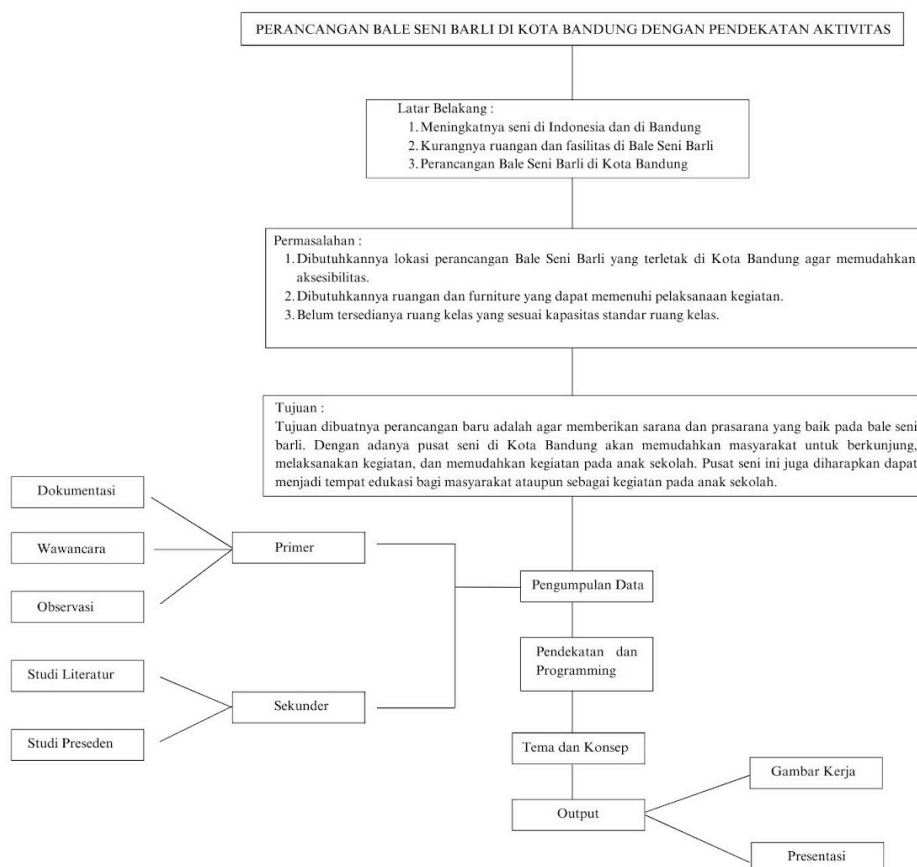 PERANCANGAN BALE SENI BARLI DI KOTA BANDUNG DENGAN PENDEKATAN AKTIVITAS
Latar Belakang :
1. Meningkatnya seni di Indonesia dan di Bandung
2. Kurangnya ruangan dan fasilitas di Bale Seni Barli
3. Perancangan Bale Seni Barli di Kota Bandung
Permasalahan :
1. Dibutuhkannya lokasi perancangan Bale Seni Barli yang terletak di Kota Bandung agar memudahkan
aksesibilitas.
2. Dibutuhkannya ruangan dan furniture yang dapat memenuhi pelaksanaan kegiatan.
3. Belum tersedianya ruang kelas yang sesuai kapasitas standar ruang kelas.
Tujuan :
Tujuan dibuatnya perancangan baru adalah agar memberikan sarana dan prasarana yang baik pada bale seni
barli. Dengan adanya pusat seni di Kota Bandung akan memudahkan masyarakat untuk berkunjung,
melaksanakan kegiatan, dan memudahkan kegiatan pada anak sekolah. Pusat seni ini juga diharapkan dapat
menjadi tempat edukasi bagi masyarakat ataupun sebagai kegiatan pada anak sekolah.
Dokumentasi
Wawancara
Observasi
Primer
Studi Literatur
Studi Preseden
Sekunder
Pengumpulan Data
Pendekatan dan
Programming
Tema dan Konsep
Output
Gambar Kerja
Presentasi